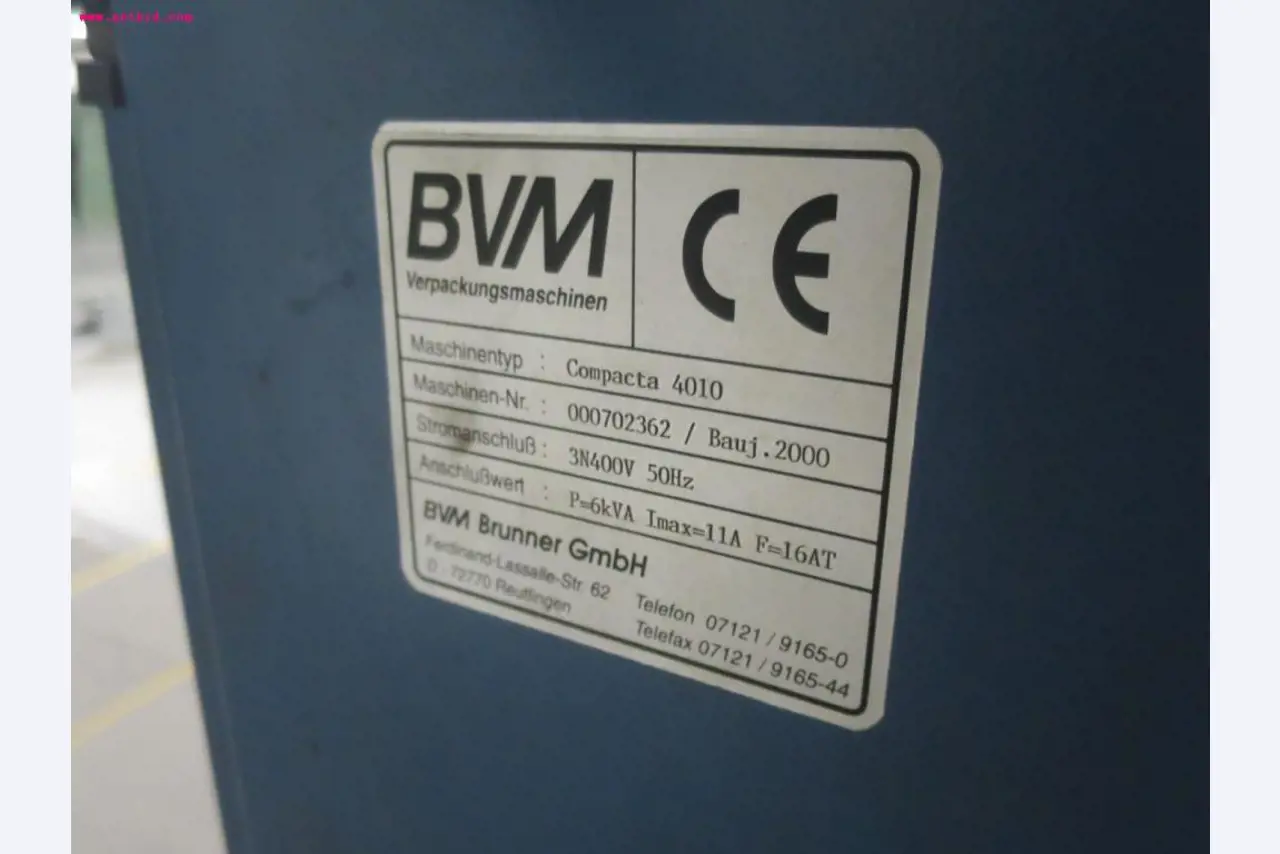 BVM
Verpackungsmaschinen
CE
Maschinentyp : Compacta 4010
Maschinen-Nr. : 000702362 / Bauj.2000
Stromanschluß : 3N400V 50Hz
Anschlußwert : P=6kVA Imax=11A F=16AT
BVM Brunner GmbH
Ferdinand-Lassalle-Str. 62
D - 72770 Reutlingen
Telefon 07121 / 9165-0
Telefax 07121 / 9165-44